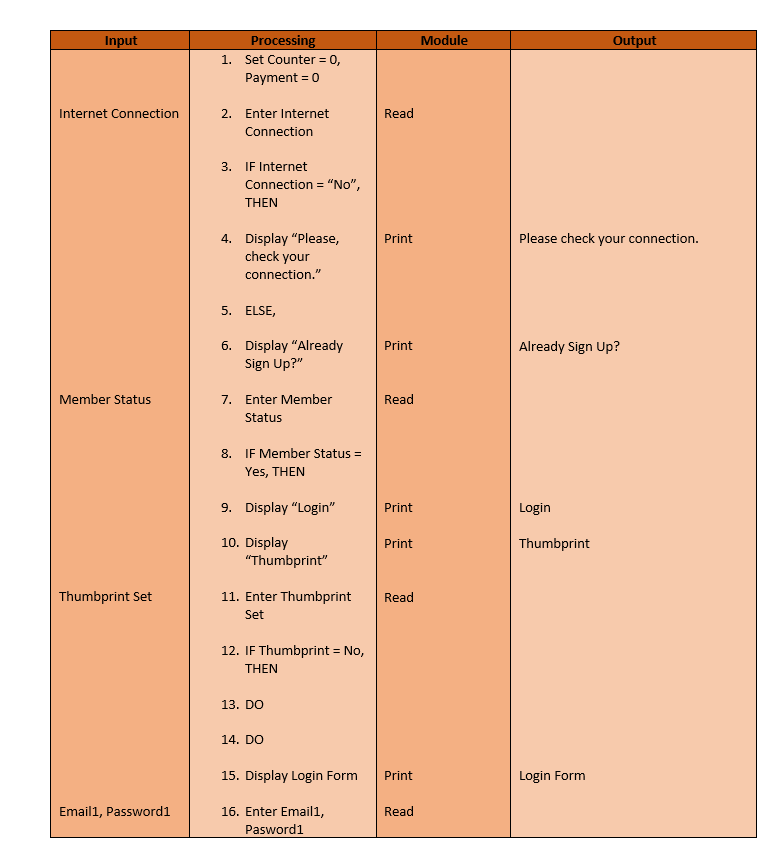 Input Processing Module Output
1. Set Counter = 0,
Payment = 0
Internet Connection 2. Enter Internet Read
Connection
3. IF Internet
Connection = “No”,
THEN
4. Display “Please, Print Please check your connection.
check your
connection.”
5. ELSE,
6. Display “Already Print Already Sign Up?
Sign Up?”
Member Status 7. Enter Member Read
Status
8. IF Member Status =
Yes, THEN
9. Display “Login” Print Login
10. Display Print Thumbprint
“Thumbprint”
Thumbprint Set 11. Enter Thumbprint Read
Set
12. IF Thumbprint = No,
THEN
13. DO
14. DO
15. Display Login Form Print Login Form
Email1, Password1 16. Enter Email1, Read
Pasword1